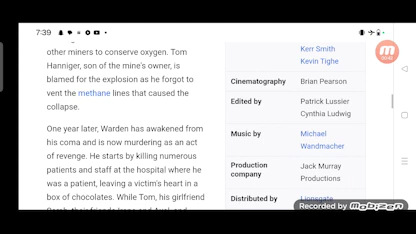 7:39
other miners to conserve oxygen. Tom
Hanniger, son of the mine's owner, is
blamed for the explosion as he forgot to
vent the methane lines that caused the
collapse.
One year later, Warden has awakened from
his coma and is now murdering as an act
of revenge. He starts by killing numerous
patients and staff at the hospital where he
was a patient, leaving a victim's heart in a
box of chocolates. While Tom, his girlfriend
Kerr Smith
Kevin Tighe
Cinematography Brian Pearson
Edited by Patrick Lussier
Cynthia Ludwig
Music by Michael
Wandmacher
Production Jack Murray
company Productions
Distributed by Lionsgate
Recorded by Mobizen